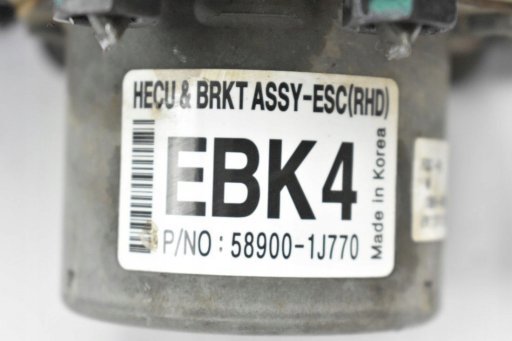 HECU & BRKT ASSY-ESC(RHD)
EBK4
P/NO : 58900-1J770
Made in Korea